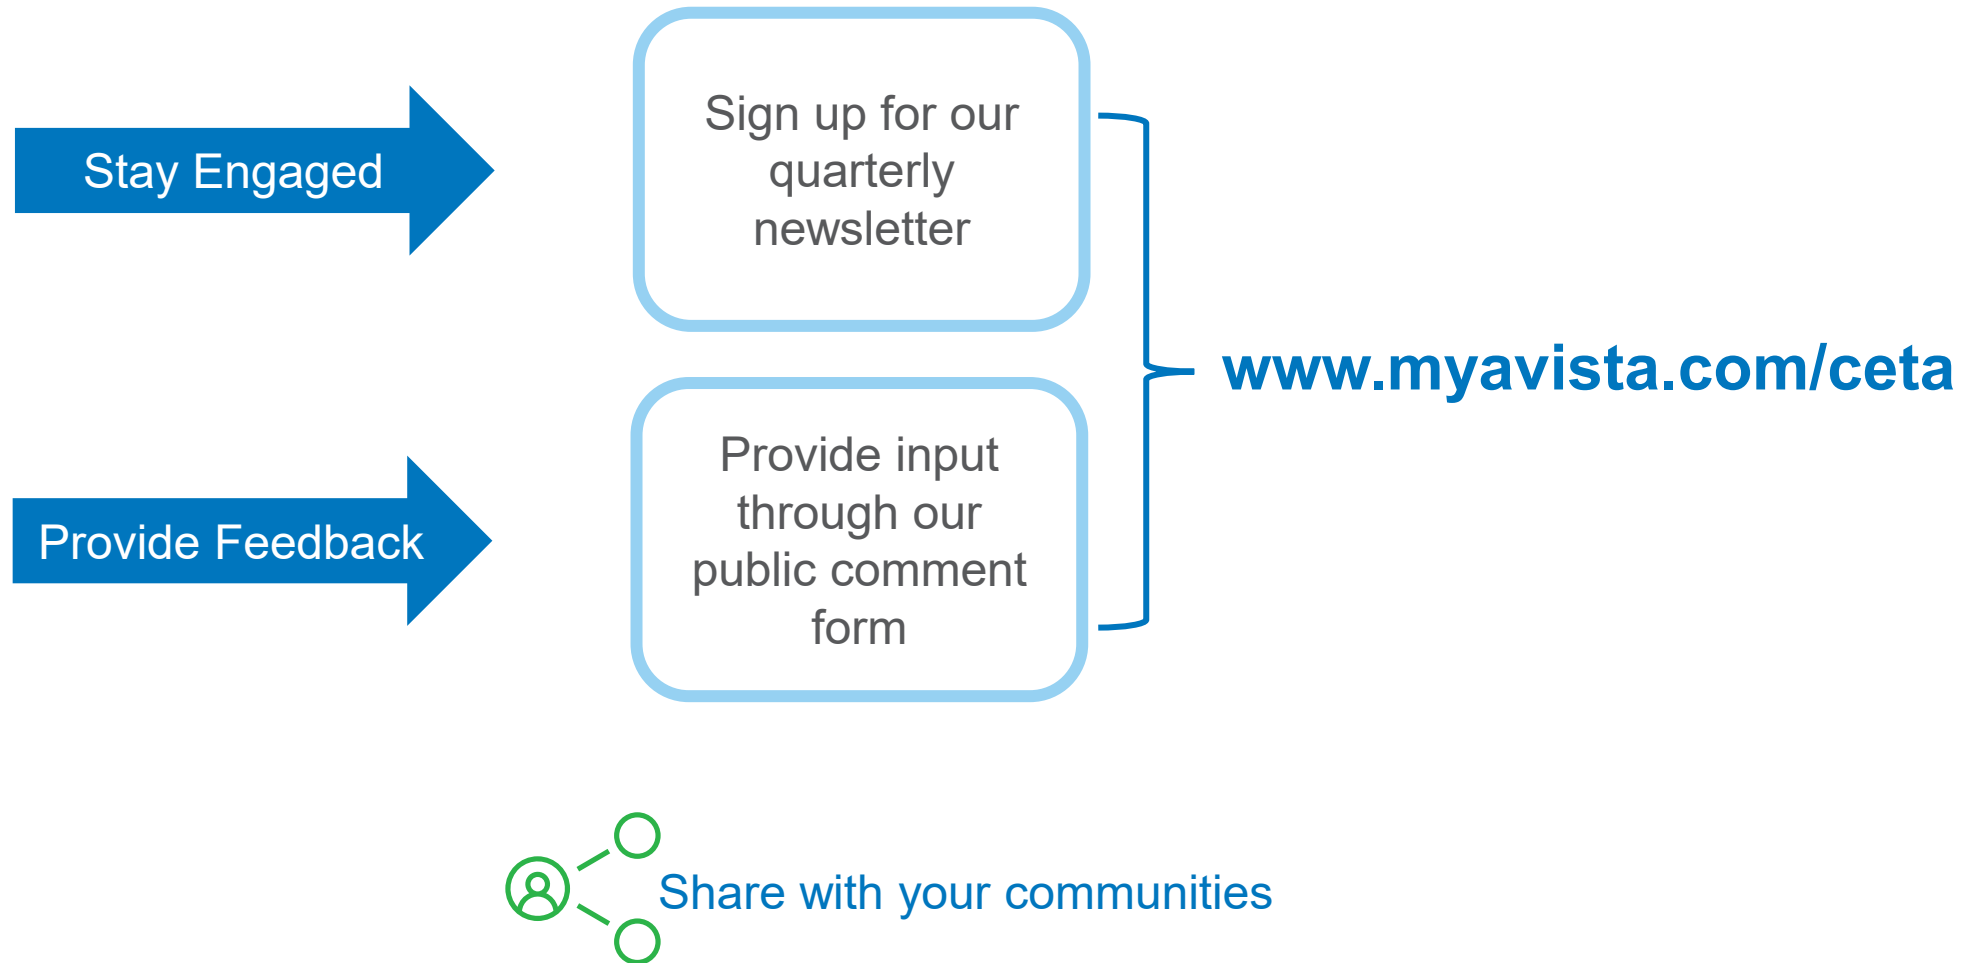 Stay Engaged
Sign up for our
quarterly
newsletter
www.myavista.com/ceta
Provide Feedback
Provide input
through our
public comment
form
Share with your communities